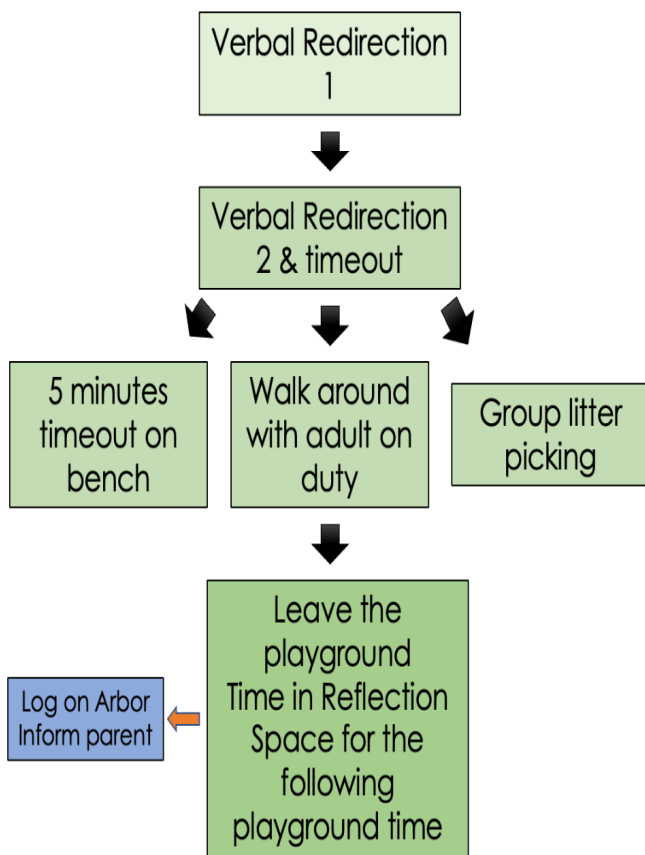 Verbal Redirection
1
Verbal Redirection
2 & timeout
5 minutes
timeout on
bench
Walk around
with adult on
duty
Group litter
picking
Leave the
playground
Time in Reflection
Space for the
following
playground time
Log on Arbor
Inform parent